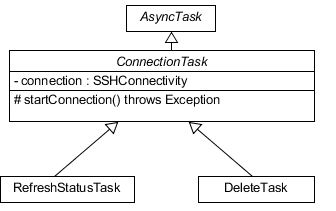 AsyncTask
ConnectionTask
- connection : SSHConnectivity
# startConnection() throws Exception
RefreshStatusTask
DeleteTask